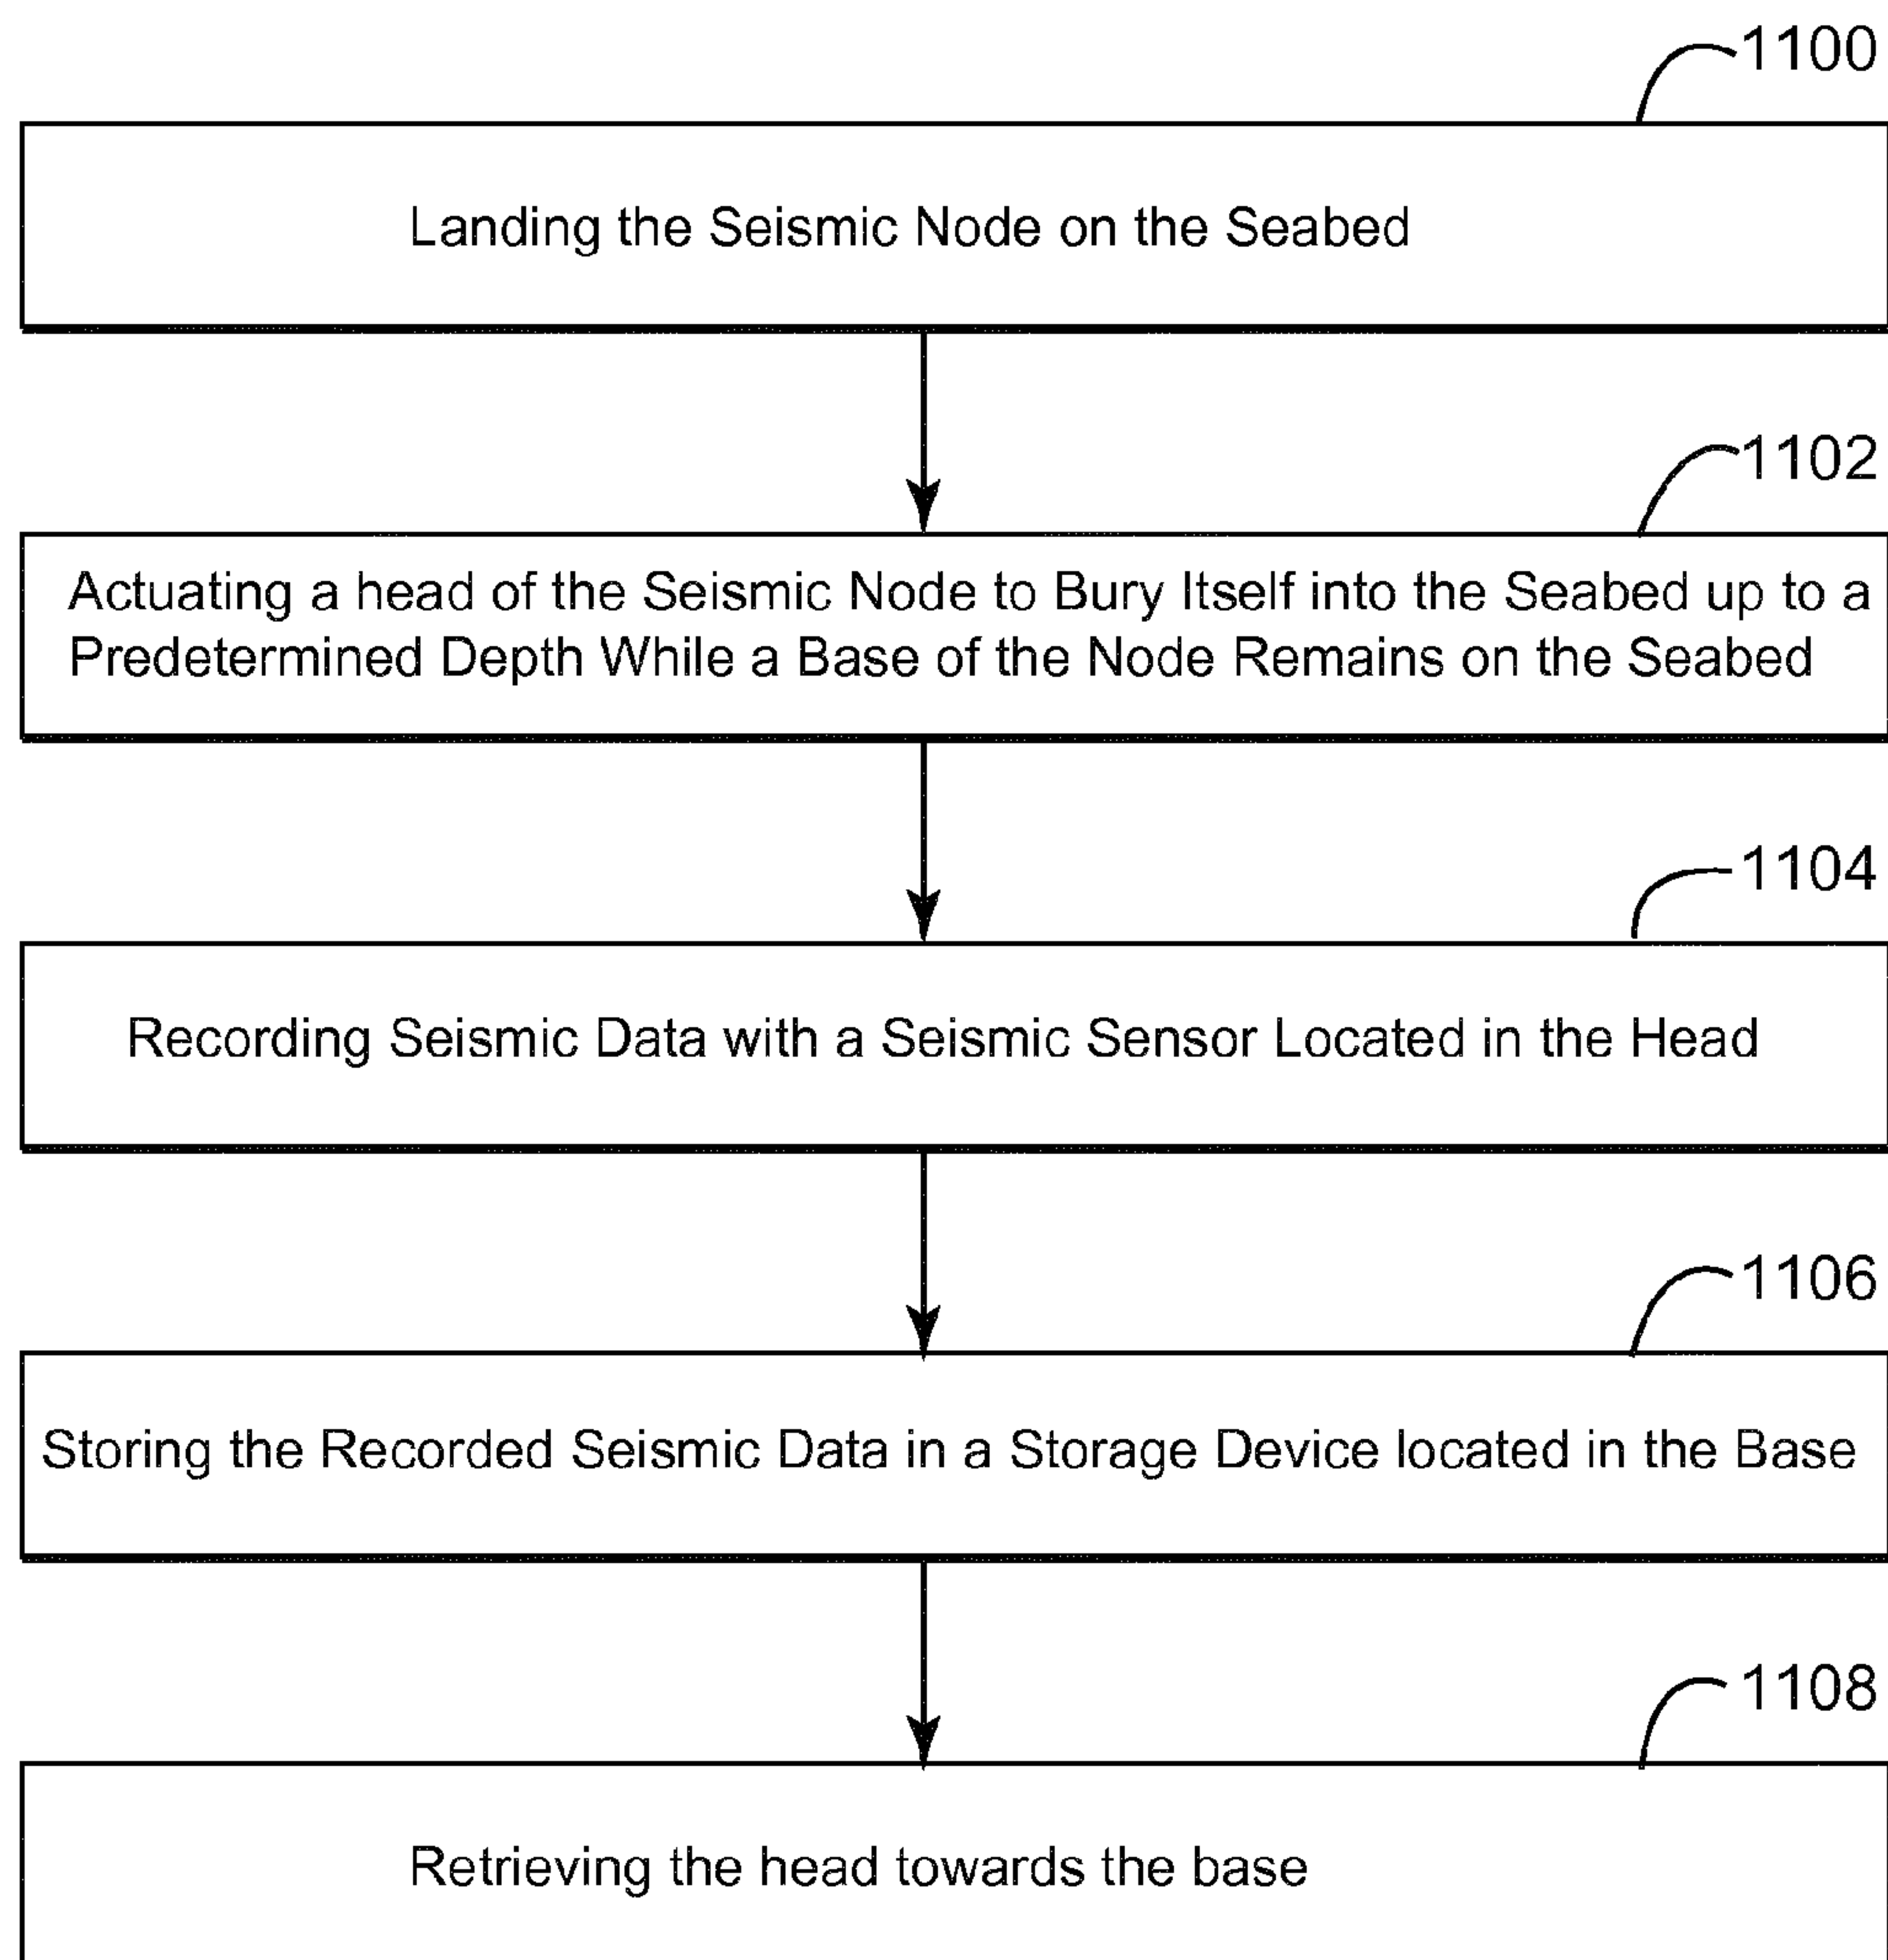 1100
Landing the Seismic Node on the Seabed
1102
Actuating a head of the Seismic Node to Bury Itself into the Seabed up to a
Predetermined Depth While a Base of the Node Remains on the Seabed
1104
Recording Seismic Data with a Seismic Sensor Located in the Head
1106
Storing the Recorded Seismic Data in a Storage Device located in the Base
1108
Retrieving the head towards the base